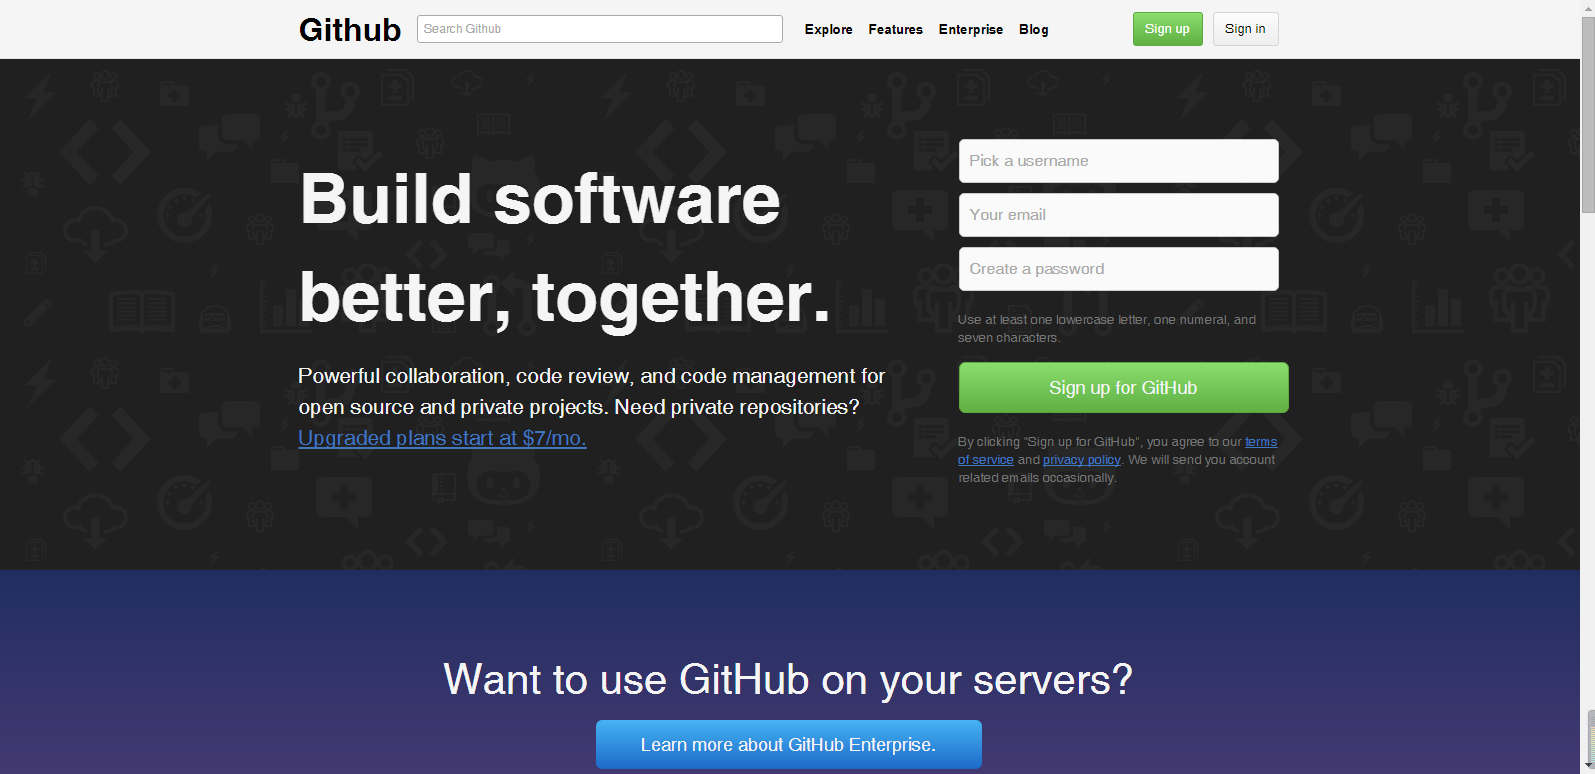 Github
Search Github
Explore
Features
Enterprise
Blog
Sign up
Sign in
Build software
better, together.
Powerful collaboration, code review, and code management for
open source and private projects. Need private repositories?
Upgraded plans start at $7/mo.
Pick a username
Your email
Create a password
Use at least one lowercase letter, one numeral, and
seven characters.
Sign up for GitHub
By clicking "Sign up for GitHub", you agree to our terms
of service and privacy policy. We will send you account
related emails occasionally.
Want to use GitHub on your servers?
Learn more about GitHub Enterprise.